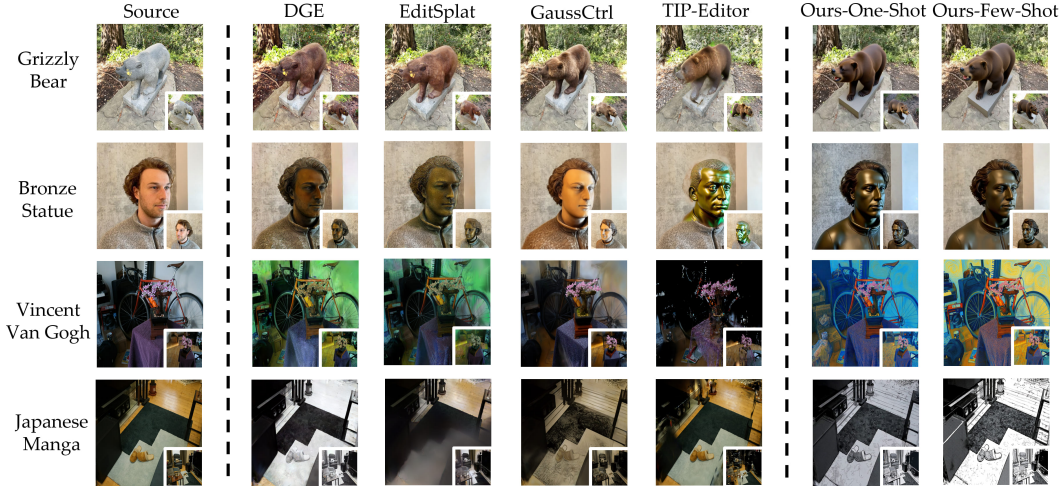 Source
DGE
EditSplat
GaussCtrl
TIP-Editor
Ours-One-Shot
Ours-Few-Shot
Grizzly
Bear
Bronze
Statue
Vincent
Van Gogh
Japanese
Manga